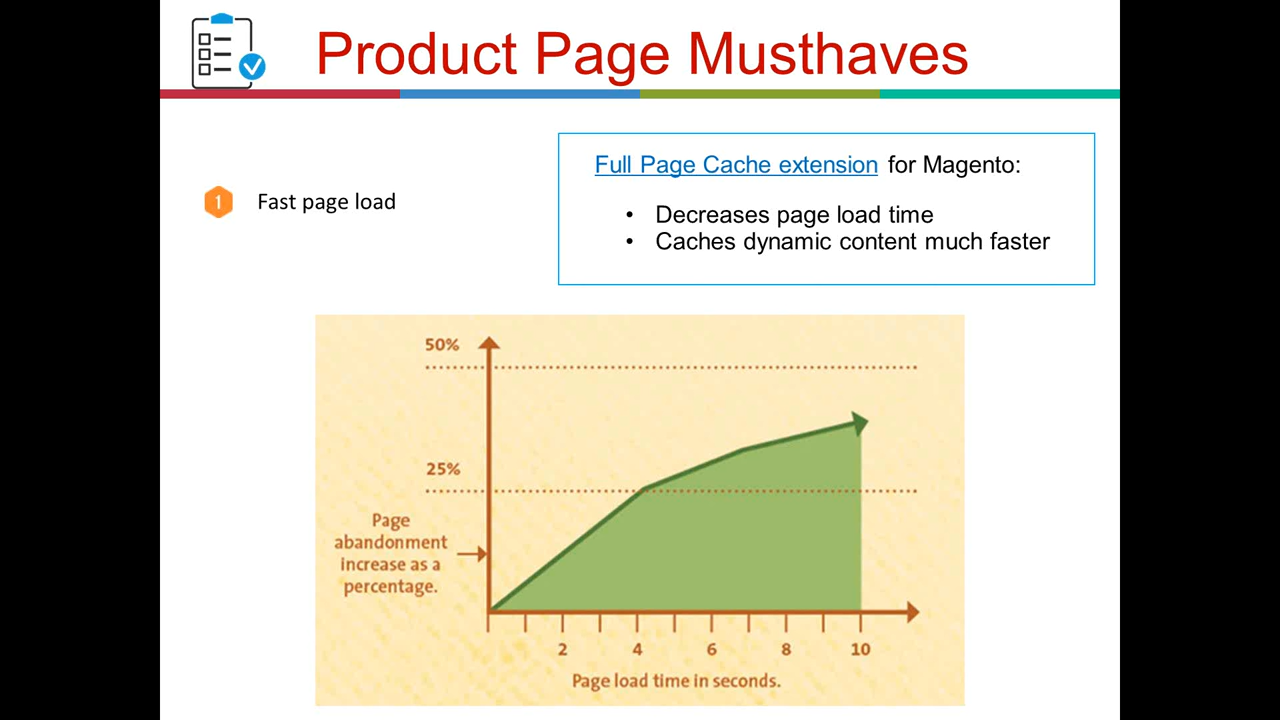 Product Page Musthaves
1 Fast page load
Full Page Cache extension for Magento:
• Decreases page load time
• Caches dynamic content much faster
50%
25%
Page
abandonment
increase as a
percentage.
2 4 6 8 10
Page load time in seconds.